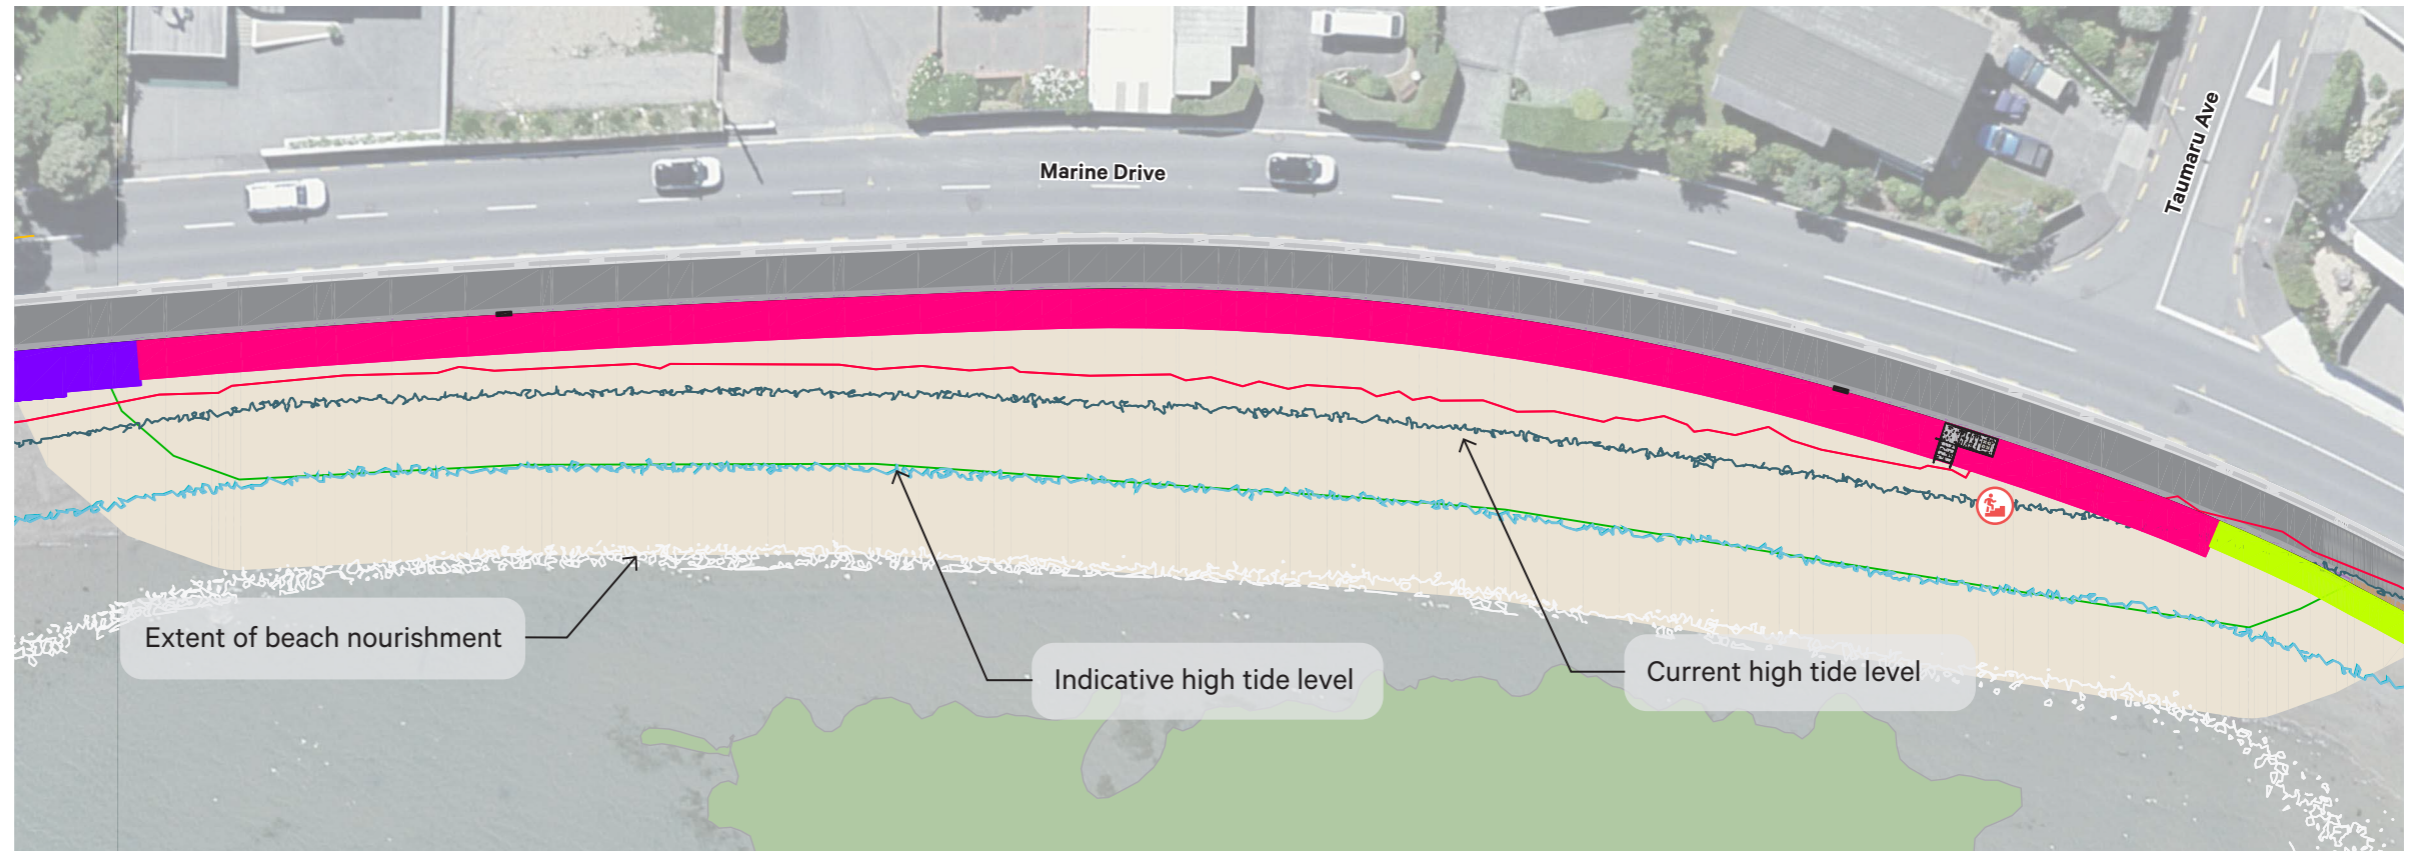 Marine Drive
Taumaru Ave
Extent of beach nourishment
Indicative high tide level
Current high tide level